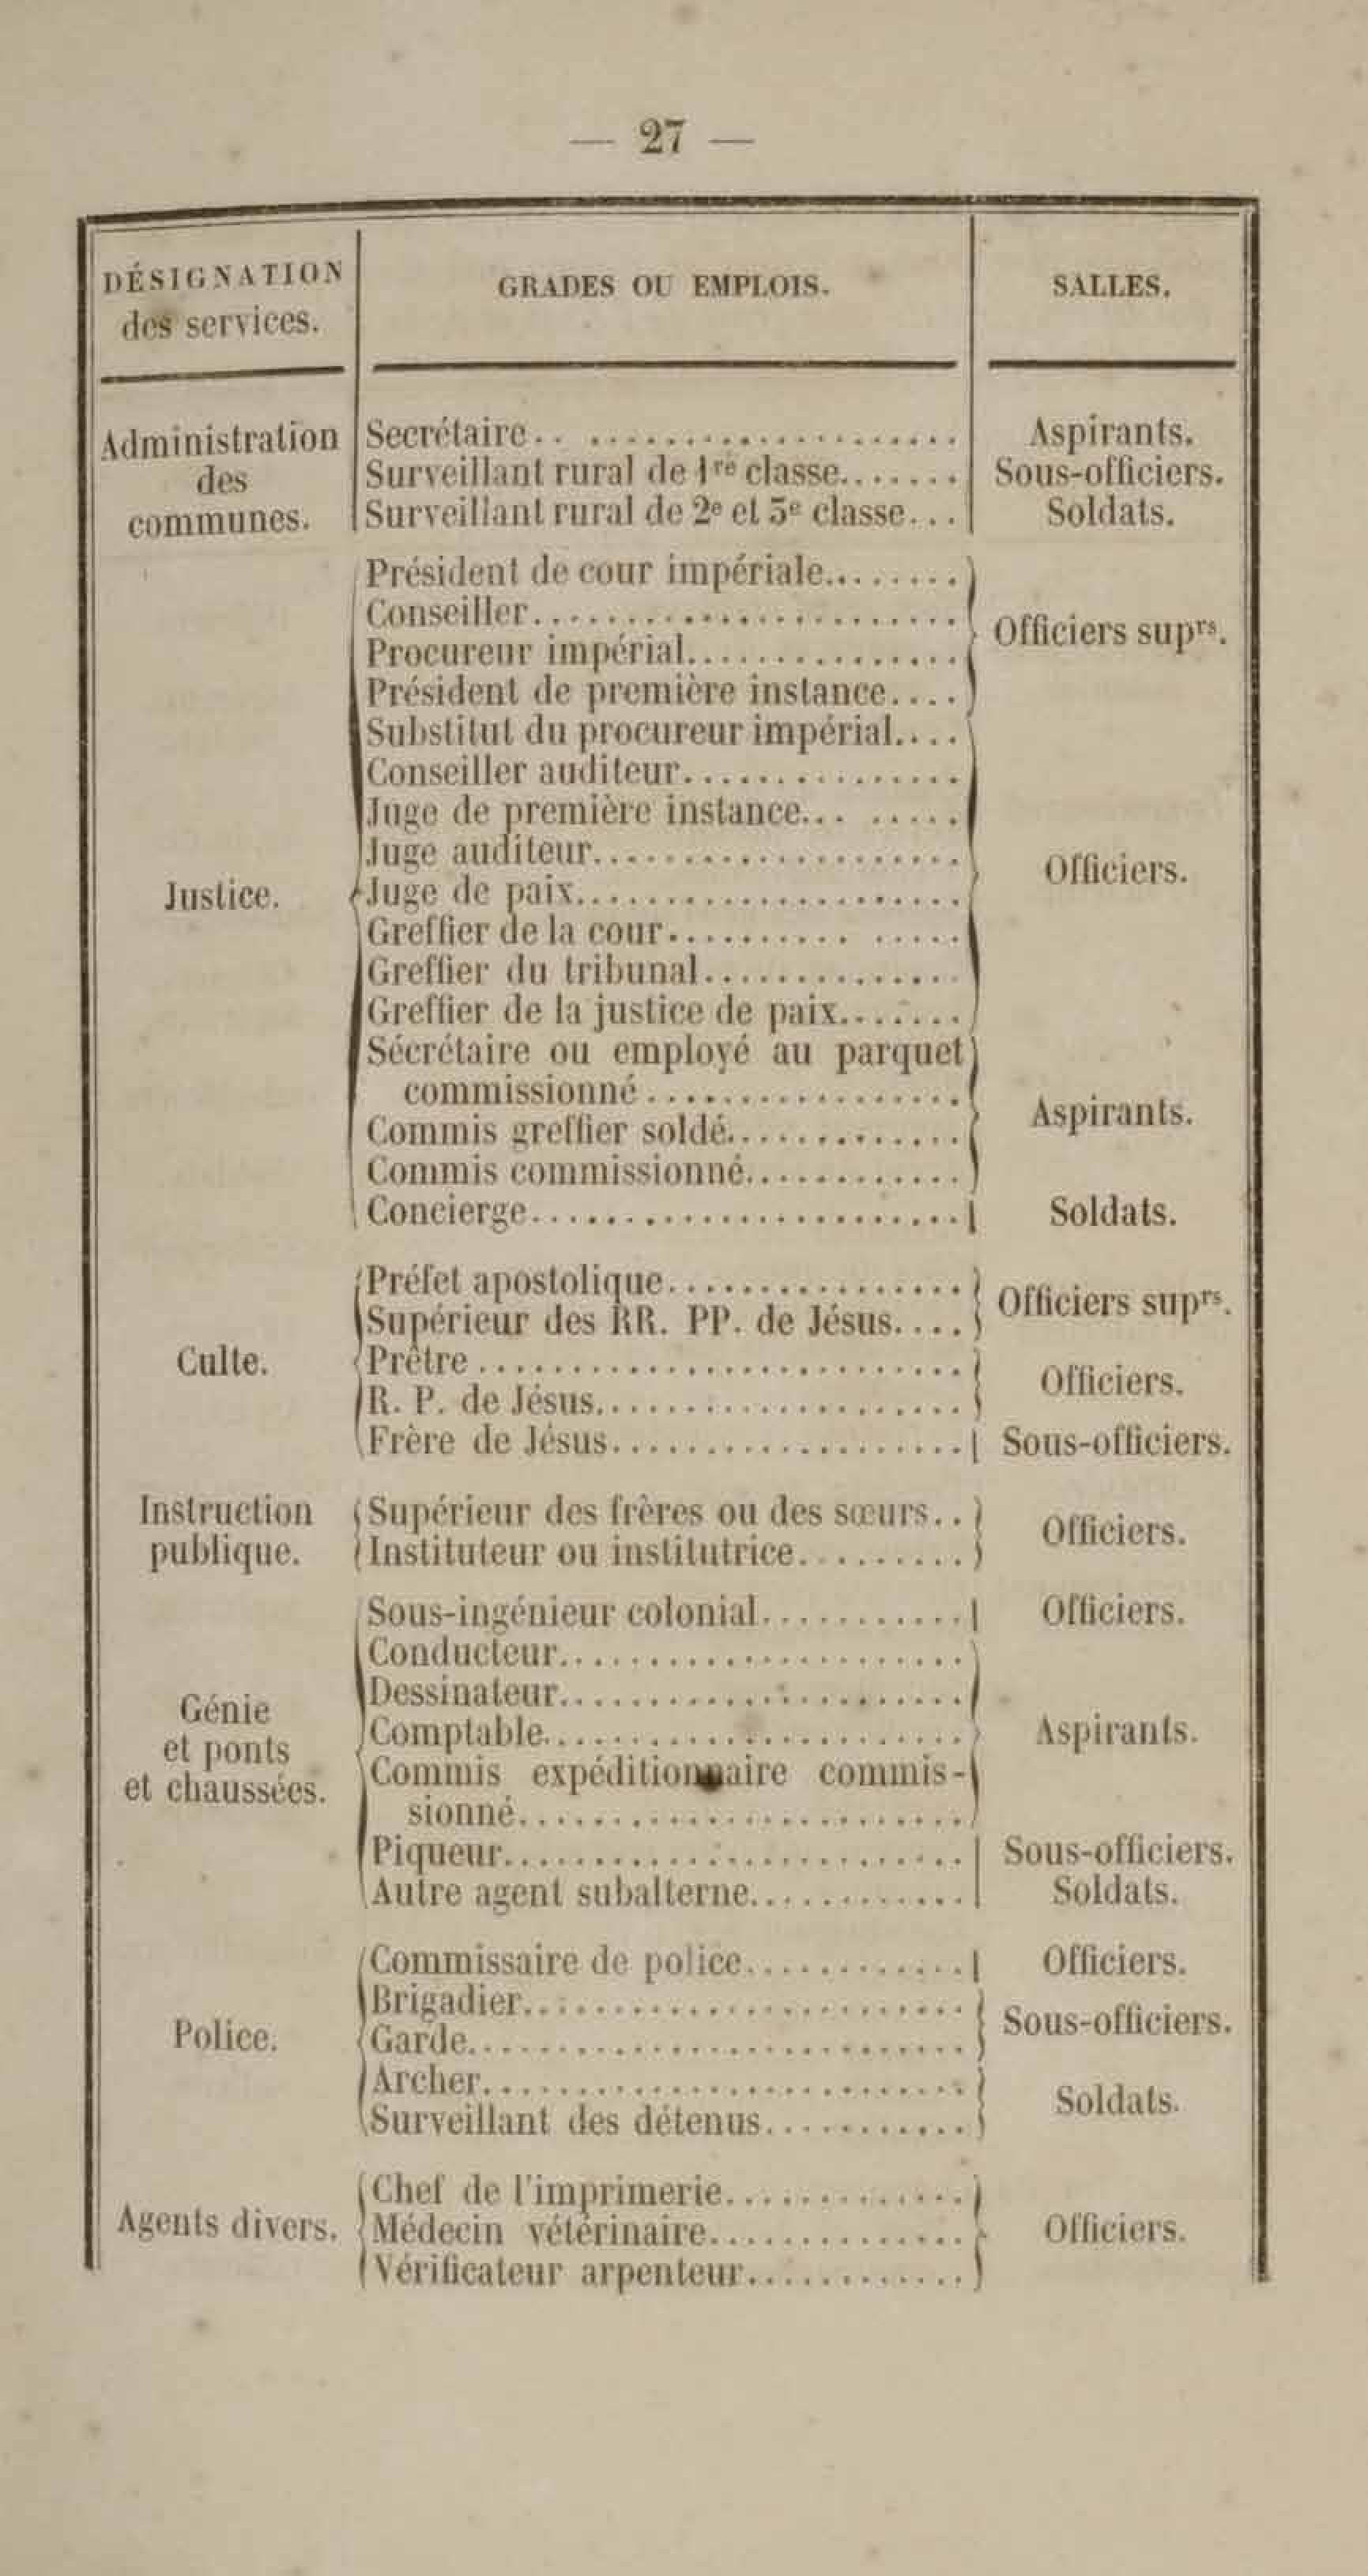 — 27 —
DÉSIGNATION
des services.
GRADES OU EMPLOIS.
SALLES.
Administration
des
communes.
Secrétaire.. .................... Aspirants.
Surveillant rural de 1re classe....... Sous-officiers.
Surveillant rural de 2e et 3e classe... Soldats.
Justice.
Président de cour impériale........
Conseiller.......................
Procureur impérial...............
Président de première instance....
Officiers suprs.
Substitut du procureur impérial....
Conseiller auditeur...............
Juge de première instance... .....
Juge auditeur....................
Juge de paix.....................
Greffier de la cour.......... .....
Greffier du tribunal..............
Greffier de la justice de paix.......
Officiers.
Sécrétaire ou employé au parquet
commissionné.................
Commis greffier soldé.............
Commis commissionné............
Aspirants.
Concierge........................ Soldats.
Culte.
Préfet apostolique................
Supérieur des RR. PP. de Jésus....
Officiers suprs.
Prêtre...........................
R. P. de Jésus....................
Officiers.
Frère de Jésus................... Sous-officiers.
Instruction
publique.
Supérieur des frères ou des sœurs..
Instituteur ou institutrice.........
Officiers.
Génie
et ponts
et chaussées.
Sous-ingénieur colonial........... Officiers.
Conducteur......................
Dessinateur......................
Comptable.......................
Commis expéditionnaire commis-
sionné........................
Aspirants.
Piqueur.......................... Sous-officiers.
Autre agent subalterne............ Soldats.
Police.
Commissaire de police............ Officiers.
Brigadier........................
Garde...........................
Sous-officiers.
Archer..........................
Surveillant des détenus...........
Soldats.
Agents divers.
Chef de l'imprimerie.............
Médecin vétérinaire..............
Vérificateur arpenteur............
Officiers.